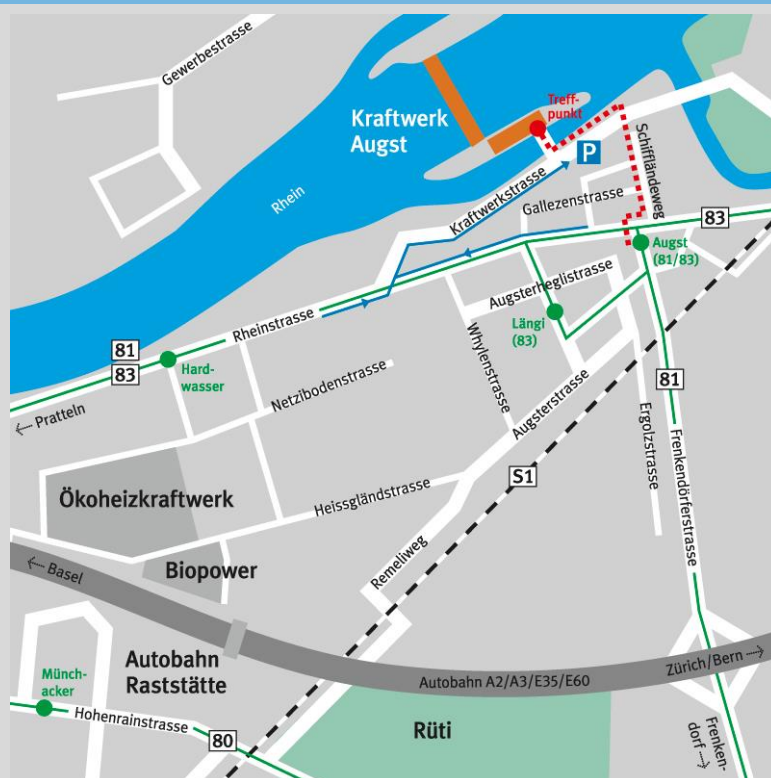 Gewerbestrasse
Treff-
punkt
Kraftwerk
Augst
P
Schiffländeweg
Rhein
Kraftwerkstrasse
Gallezenstrasse
83
Augst
(81/83)
Augsterheglistrasse
Rheinstrasse
Längi
(83)
81
83
Hard-
wasser
Whylenstrasse
Netzibodenstrasse
81
Pratteln
Augsterstrasse
Ergolzstrasse
Frenkendörferstrasse
S1
Ökoheizkraftwerk
Heissgländstrasse
Biopower
Remeliweg
Basel
Autobahn
Raststätte
Zürich/Bern
Münch-
acker
Autobahn A2/A3/E35/E60
Hohenrainstrasse
80
Rüti
Frenken-
dorf